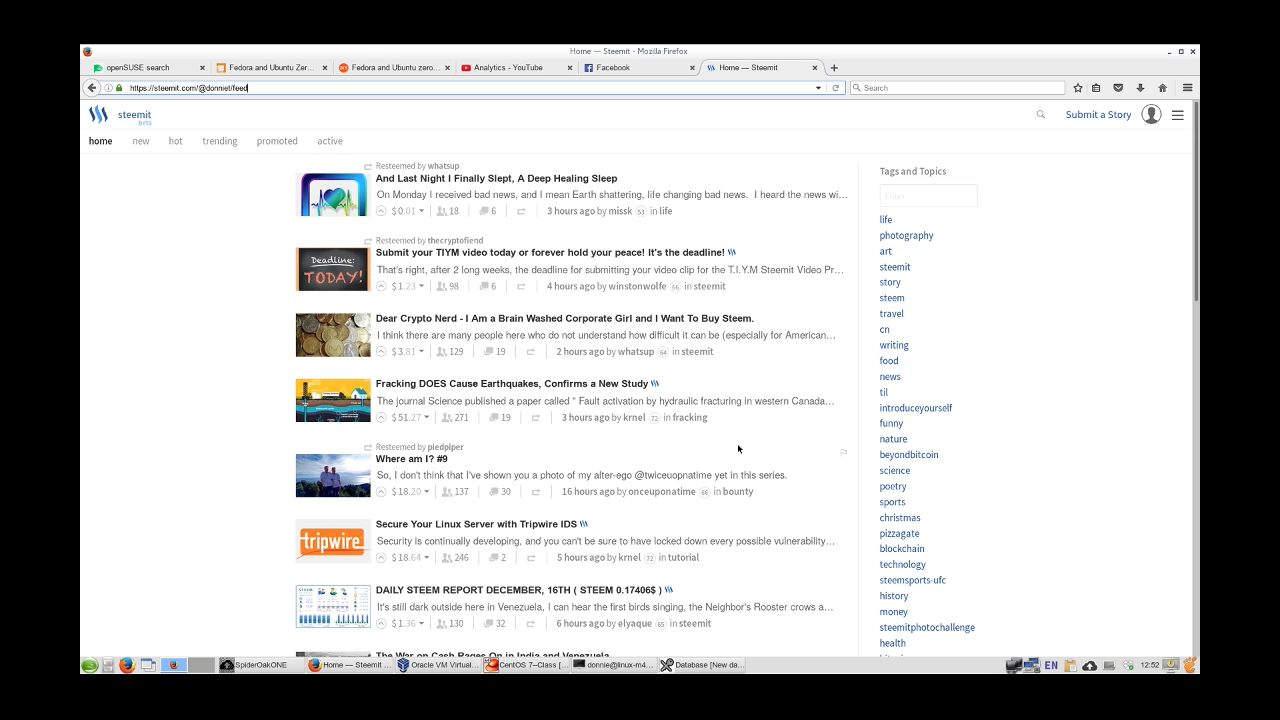 Home — Steemit - Mozilla Firefox
openSUSE search
Fedora and Ubuntu Zer...
Fedora and Ubuntu zero...
Analytics - YouTube
Facebook
Home — Steemit
https://steemit.com/@donniet/feed
Search
steemit
beta
Submit a Story
home new hot trending promoted active
Resteemed by whatsup
And Last Night I Finally Slept, A Deep Healing Sleep
On Monday I received bad news, and I mean Earth shattering, life changing bad news. I heard the news wi...
$0.01 18 6 3 hours ago by missk 51 in life
Resteemed by thecryptofiend
Submit your TIYM video today or forever hold your peace! It's the deadline!
Deadline:
TODAY!
That's right, after 2 long weeks, the deadline for submitting your video clip for the T.I.Y.M Steemit Video Pr...
$1.23 98 6 4 hours ago by winstonwolfe 66 in steemit
Dear Crypto Nerd - I Am a Brain Washed Corporate Girl and I Want To Buy Steem.
I think there are many people here who do not understand how difficult it can be (especially for American...
$3.81 129 19 2 hours ago by whatsup 64 in steemit
Fracking DOES Cause Earthquakes, Confirms a New Study
The journal Science published a paper called " Fault activation by hydraulic fracturing in western Canada...
$51.27 271 19 3 hours ago by krnel 72 in fracking
Resteemed by piedpiper
Where am I? #9
So, I don't think that I've shown you a photo of my alter-ego @twiceuopnatime yet in this series.
$18.20 137 30 16 hours ago by onceuponatime 66 in bounty
Secure Your Linux Server with Tripwire IDS
tripwire
Security is continually developing, and you can't be sure to have locked down every possible vulnerability...
$18.64 246 2 5 hours ago by krnel 72 in tutorial
DAILY STEEM REPORT DECEMBER, 16TH ( STEEM 0.17406$ )
It's still dark outside here in Venezuela, I can hear the first birds singing, the Neighbor's Rooster crows a...
$1.36 130 32 6 hours ago by elyaque 65 in steemit
The War on Cash Rages On in India and Venezuela
Tags and Topics
Filter
life
photography
art
steemit
story
steem
travel
cn
writing
food
news
til
introduceyourself
funny
nature
beyondbitcoin
science
poetry
sports
christmas
pizzagate
blockchain
technology
steemsports-ufc
history
money
steemitphotochallenge
health
SpiderOakONE
Home — Steemit ...
Oracle VM Virtual...
CentOS 7–Class [...
donnie@linux-m4...
Database [New da...
EN
12:52